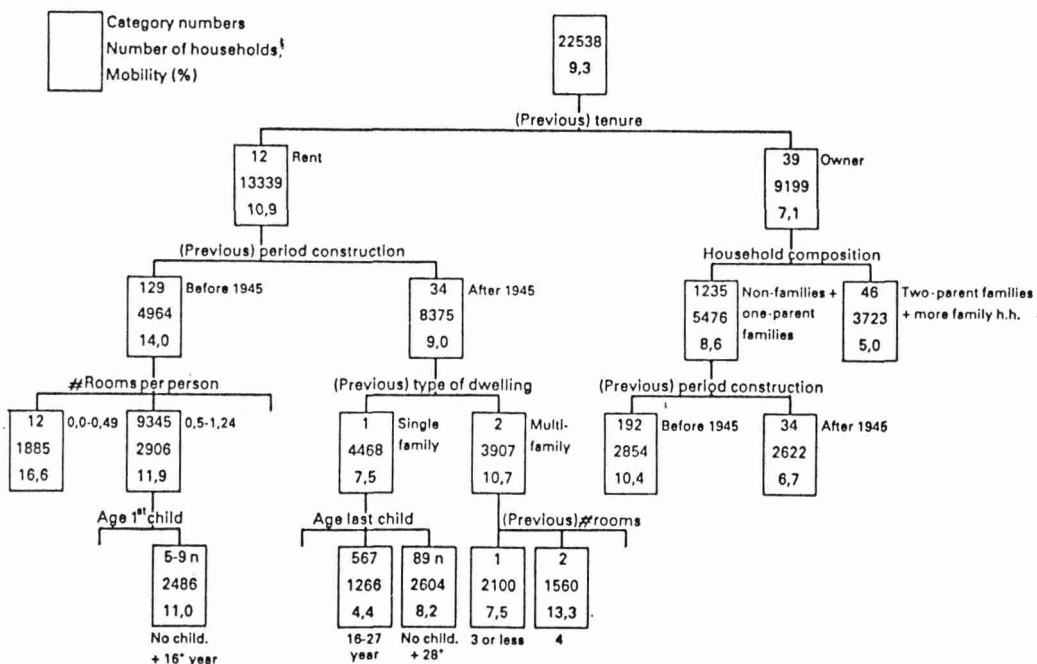 Category numbers
Number of households,
Mobility (%)
22538
9,3
(Previous) tenure
12 Rent
13339
10,9
39 Owner
9199
7,1
(Previous) period construction
Household composition
129 Before 1945
4964
14,0
34 After 1945
8375
9,0
1235 Non-families +
5476 one-parent
8,6 families
46 Two-parent families
3723 + more family h.h.
5,0
#Rooms per person
(Previous) type of dwelling
(Previous) period construction
12 0,0-0,49
1885
16,6
9345 0,5-1,24
2906
11,9
1 Single
4468 family
7,5
2 Multi-
3907 family
10,7
192 Before 1945
2854
10,4
34 After 1945
2622
6,7
Age 1st child
Age last child
(Previous) #rooms
5-9 n
2486
11,0
No child.
+ 16+ year
567
1266
4,4
16-27
year
89 n
2604
8,2
No child.
+ 28+
1
2100
7,5
3 or less
2
1560
13,3
4